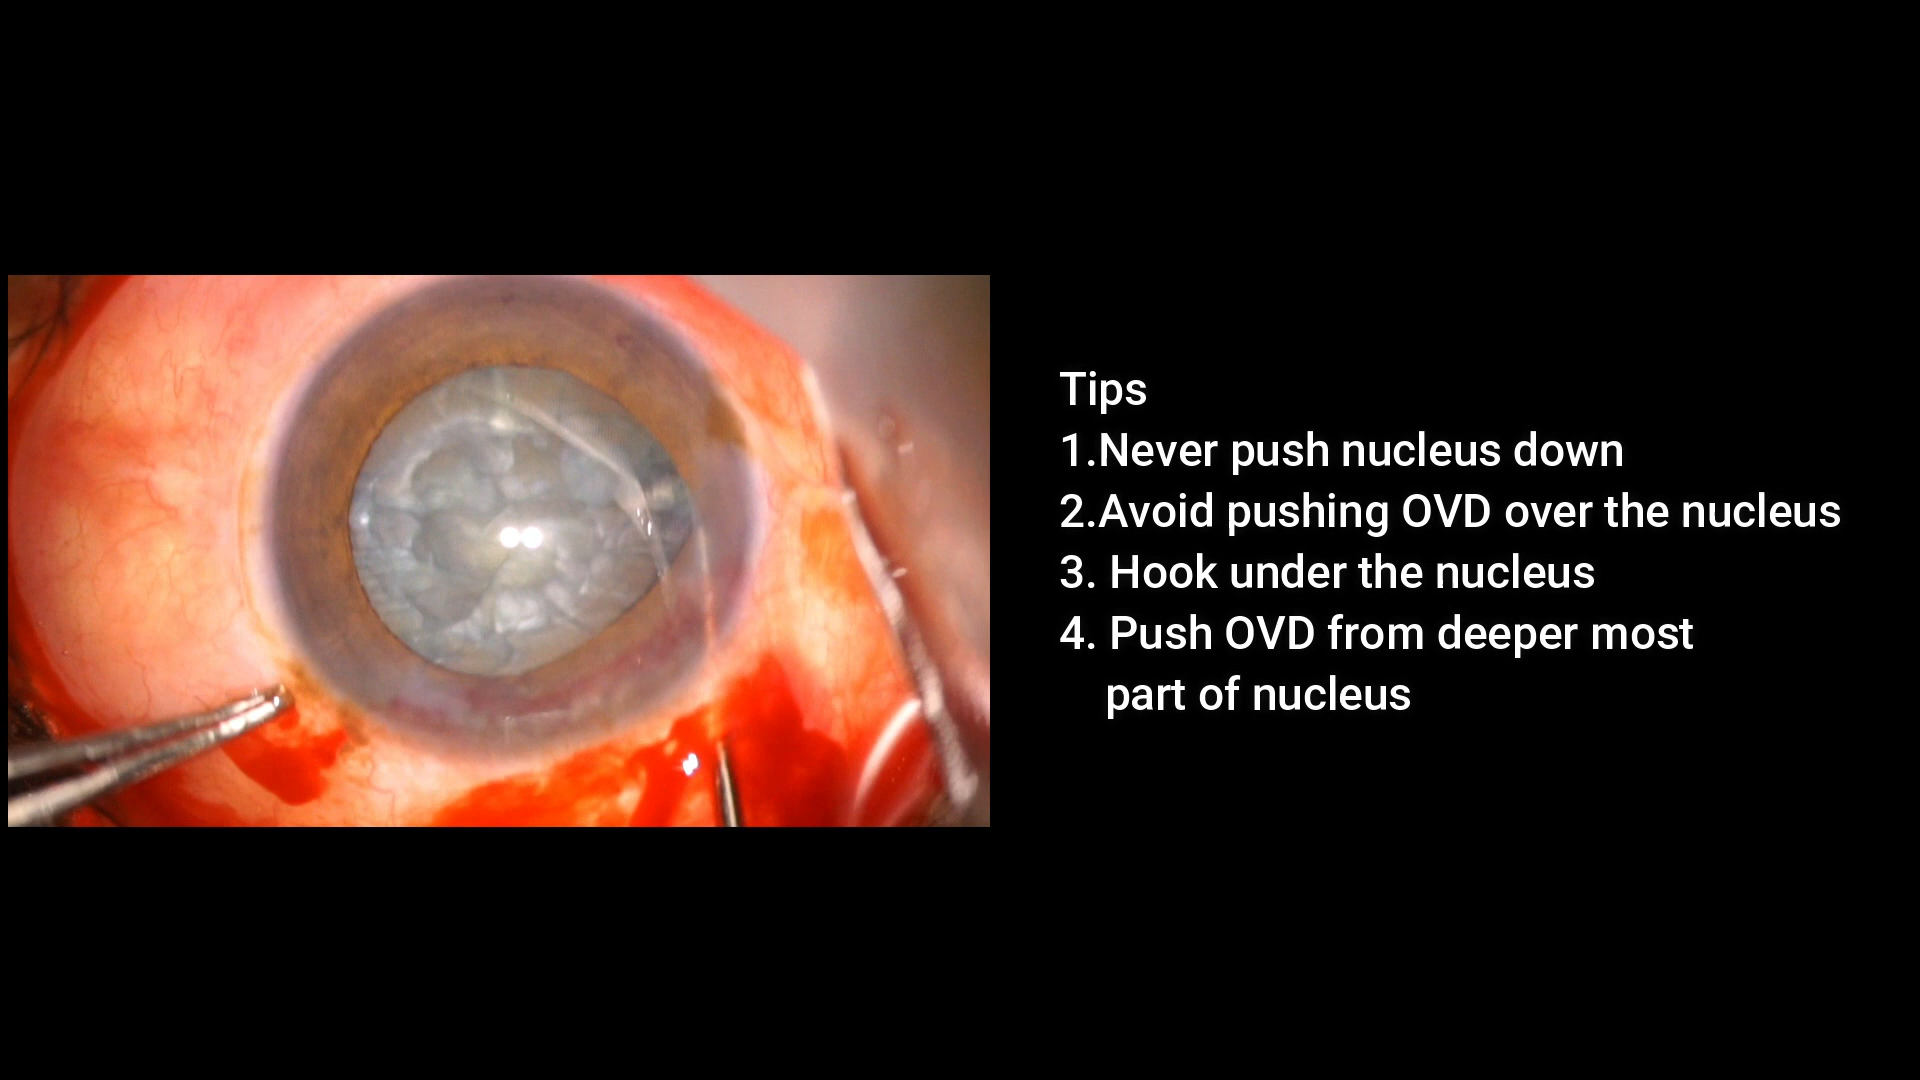 Tips
1.Never push nucleus down
2.Avoid pushing OVD over the nucleus
3. Hook under the nucleus
4. Push OVD from deeper most
part of nucleus